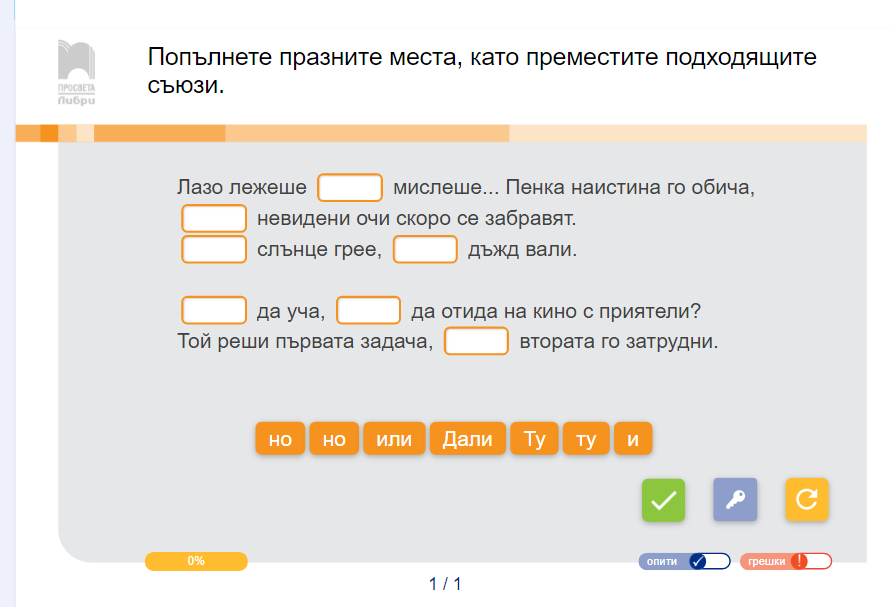 ПРОСВЕТА
Либри
Попълнете празните места, като преместите подходящите
съюзи.
Лазо лежеше мислеше... Пенка наистина го обича,
невидени очи скоро се забравят.
слънце грее, дъжд вали.
да уча, да отида на кино с приятели?
Той реши първата задача, втората го затрудни.
но но или Дали Ту ту и
0%
опити
грешки !
1 / 1